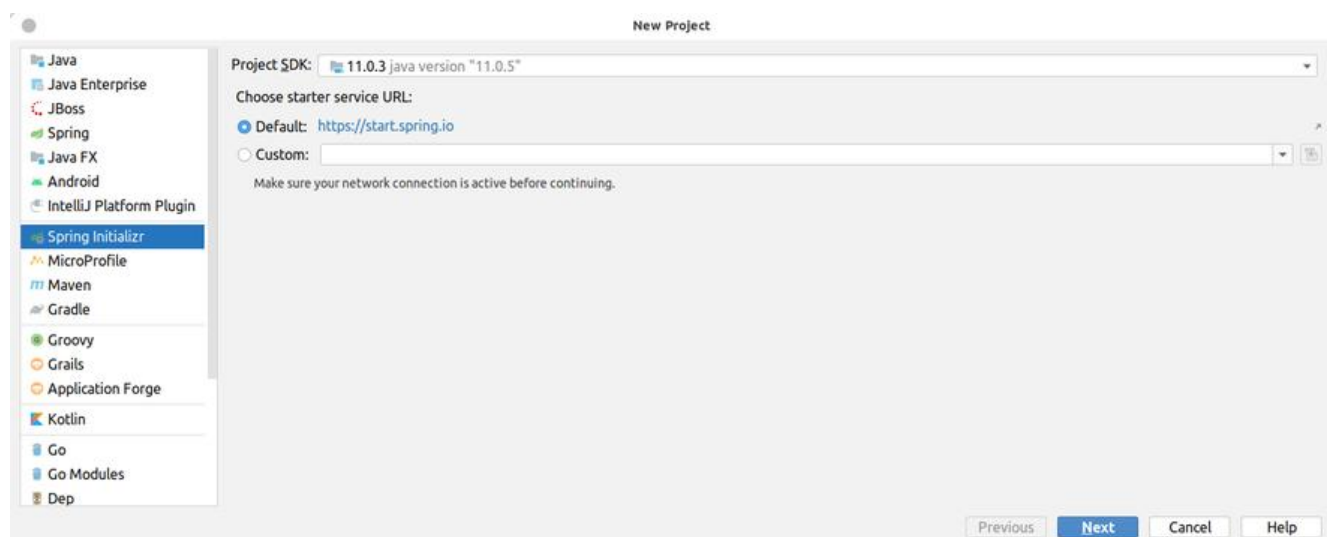 New Project
Java
Java Enterprise
JBoss
Spring
Java FX
Android
IntelliJ Platform Plugin
Spring Initializr
MicroProfile
Maven
Gradle
Groovy
Grails
Application Forge
Kotlin
Go
Go Modules
Dep
Project SDK: 11.0.3 java version "11.0.5"
Choose starter service URL:
Default: https://start.spring.io
Custom:
Make sure your network connection is active before continuing.
Previous Next Cancel Help